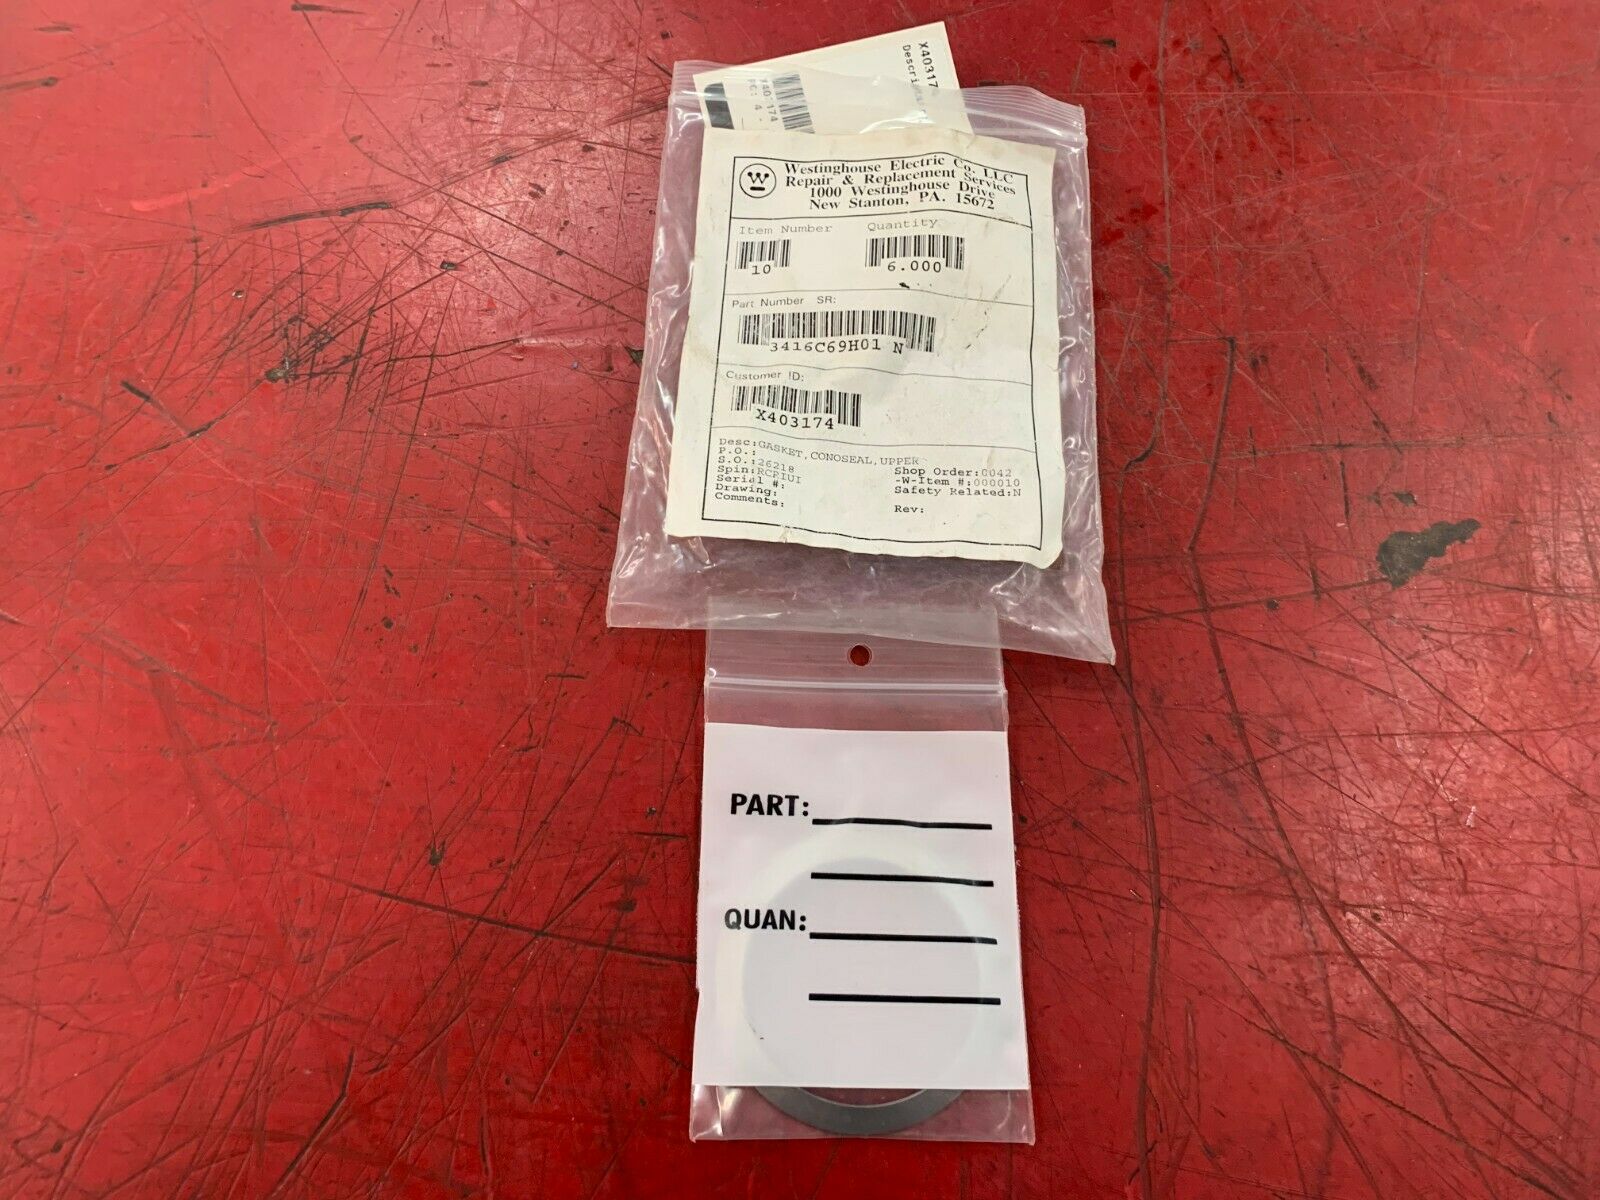 X403174
W
Westinghouse Electric Co. LLC
Repair & Replacement Services
1000 Westinghouse Drive
New Stanton, PA. 15672
Item Number Quantity
10 6.000
Part Number SR:
3416C69H01 N
Customer ID:
X403174
Desc:GASKET,CONOSEAL,UPPER
P.O.:
S.O.:26218 Shop Order:0042
Spin:RCPIUI -W-Item #:000010
Serial #: Safety Related:N
Drawing:
Comments: Rev:
PART:
QUAN: